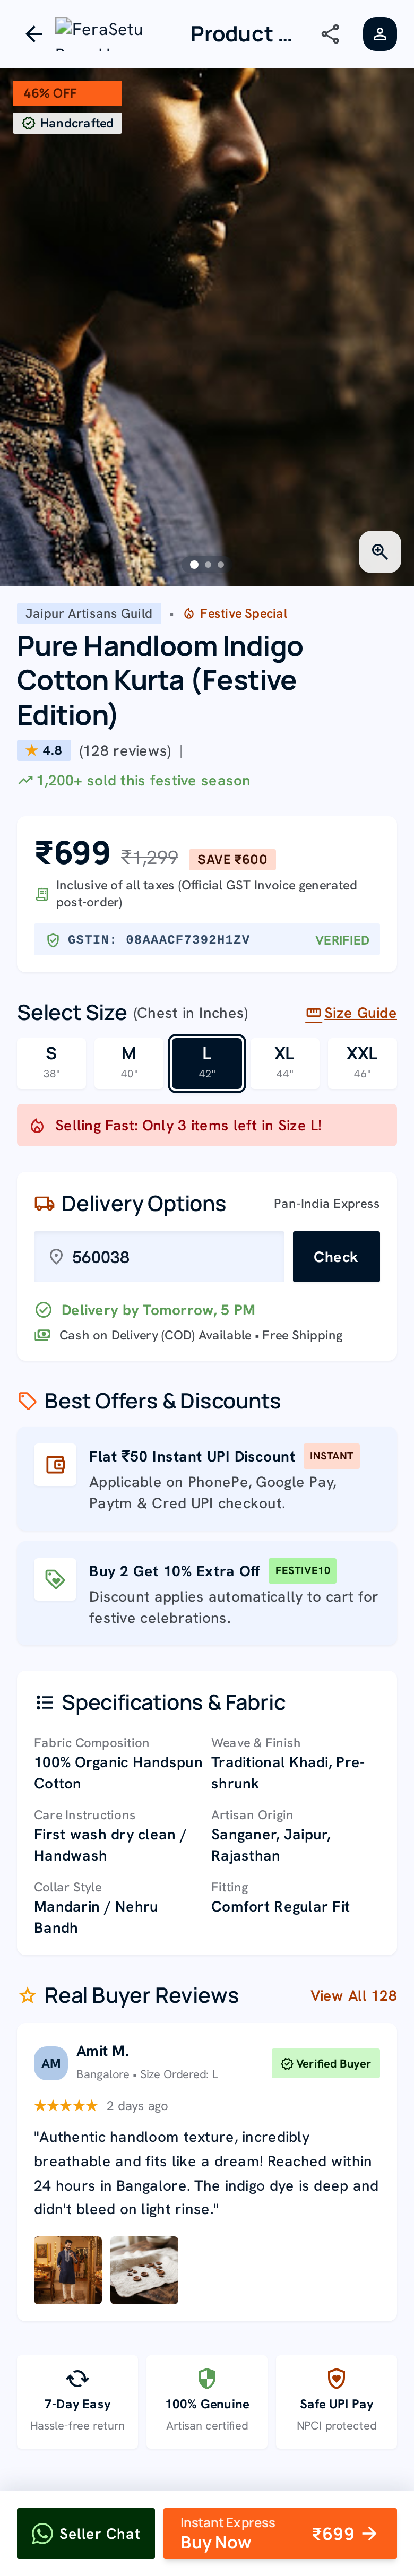 FeraSetu
Product ...
46% OFF
Handcrafted
Jaipur Artisans Guild • Festive Special
Pure Handloom Indigo
Cotton Kurta (Festive
Edition)
4.8 (128 reviews) |
1,200+ sold this festive season
₹699 ₹1,299 SAVE ₹600
Inclusive of all taxes (Official GST Invoice generated
post-order)
GSTIN: 08AAACF7392H1ZV VERIFIED
Select Size (Chest in Inches) Size Guide
S M L XL XXL
38" 40" 42" 44" 46"
Selling Fast: Only 3 items left in Size L!
Delivery Options Pan-India Express
560038 Check
Delivery by Tomorrow, 5 PM
Cash on Delivery (COD) Available • Free Shipping
Best Offers & Discounts
Flat ₹50 Instant UPI Discount INSTANT
Applicable on PhonePe, Google Pay,
Paytm & Cred UPI checkout.
Buy 2 Get 10% Extra Off FESTIVE10
Discount applies automatically to cart for
festive celebrations.
Specifications & Fabric
Fabric Composition Weave & Finish
100% Organic Handspun Traditional Khadi, Pre-
Cotton shrunk
Care Instructions Artisan Origin
First wash dry clean / Sanganer, Jaipur,
Handwash Rajasthan
Collar Style Fitting
Mandarin / Nehru Comfort Regular Fit
Bandh
Real Buyer Reviews View All 128
AM Amit M. Verified Buyer
Bangalore • Size Ordered: L
★★★★★ 2 days ago
"Authentic handloom texture, incredibly
breathable and fits like a dream! Reached within
24 hours in Bangalore. The indigo dye is deep and
didn't bleed on light rinse."
7-Day Easy 100% Genuine Safe UPI Pay
Hassle-free return Artisan certified NPCI protected
Seller Chat
Instant Express
Buy Now ₹699 →